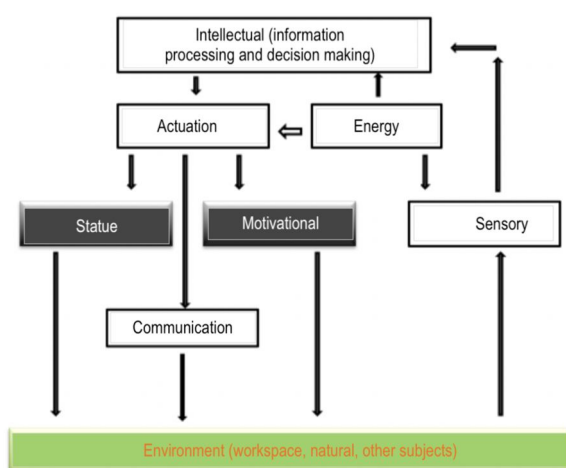 Intellectual (information
processing and decision making)
Actuation
Energy
Statue
Motivational
Sensory
Communication
Environment (workspace, natural, other subjects)